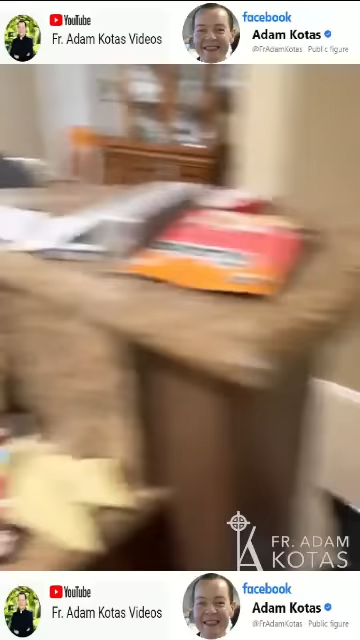 YouTube
Fr. Adam Kotas Videos
facebook
Adam Kotas
@FrAdamKotas · Public figure
FR. ADAM
KOTAS
YouTube
Fr. Adam Kotas Videos
facebook
Adam Kotas
@FrAdamKotas · Public figure